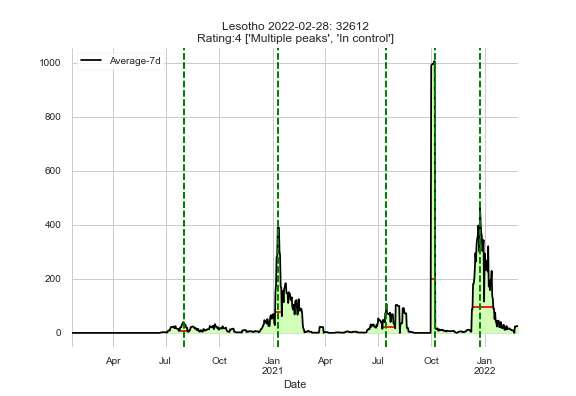 Lesotho 2022-02-28: 32612
Rating:4 ['Multiple peaks', 'In control']
Average-7d
1000
800
600
400
200
0
Apr Jul Oct Jan Apr Jul Oct Jan
2021 2022
Date